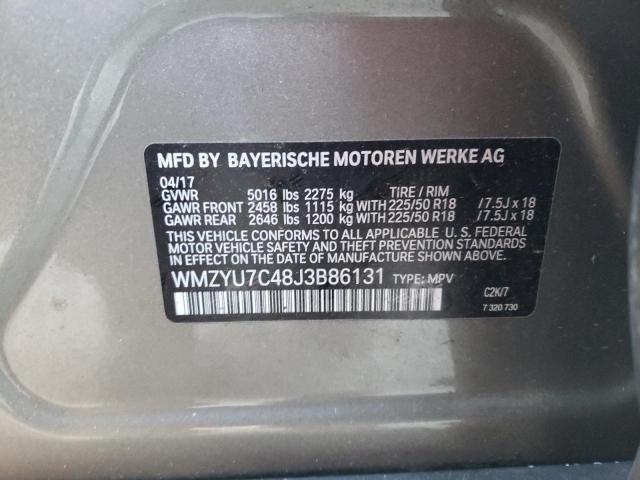 MFD BY BAYERISCHE MOTOREN WERKE AG
04/17
GVWR 5016 lbs 2275 kg TIRE / RIM
GAWR FRONT 2458 lbs 1115 kg WITH 225/50 R18 /7.5J x 18
GAWR REAR 2646 lbs 1200 kg WITH 225/50 R18 /7.5J x 18
THIS VEHICLE CONFORMS TO ALL APPLICABLE U. S. FEDERAL
MOTOR VEHICLE SAFETY AND THEFT PREVENTION STANDARDS
IN EFFECT ON THE DATE OF MANUFACTURE SHOWN ABOVE.
WMZYU7C48J3B86131 TYPE: MPV
C2K/7
7 320 730